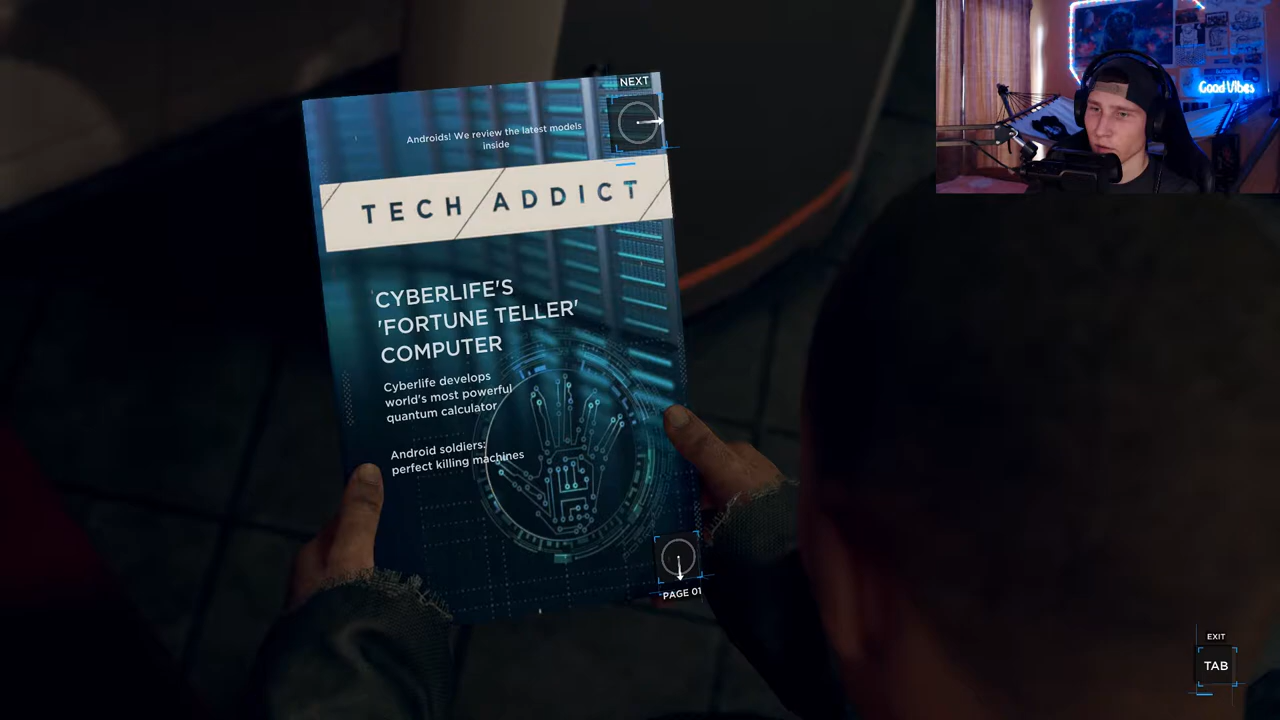 NEXT
Androids! We review the latest models
inside
TECH ADDICT
CYBERLIFE'S
'FORTUNE TELLER'
COMPUTER
Cyberlife develops
world's most powerful
quantum calculator
Android soldiers:
perfect killing machines
PAGE 01
Good Vibes
EXIT
TAB